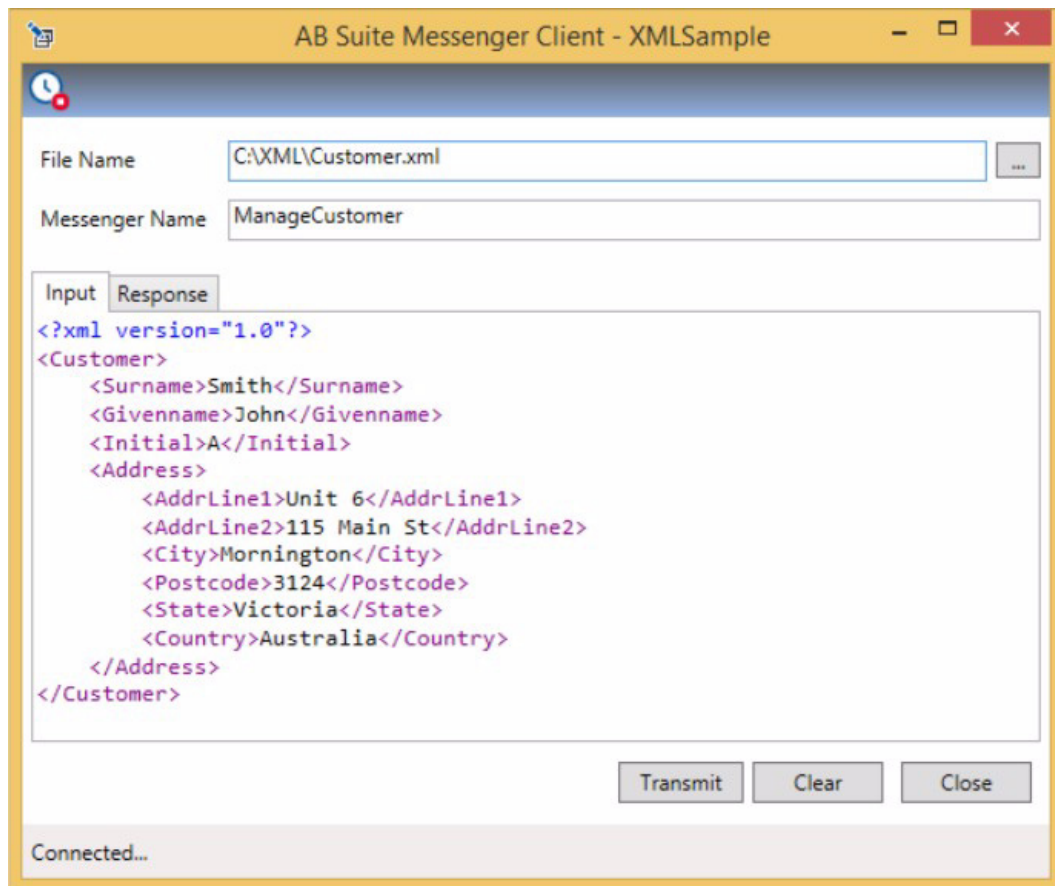 AB Suite Messenger Client - XMLSample
File Name C:\XML\Customer.xml ...
Messenger Name ManageCustomer
Input Response
<?xml version="1.0"?>
<Customer>
    <Surname>Smith</Surname>
    <Givenname>John</Givenname>
    <Initial>A</Initial>
    <Address>
        <AddrLine1>Unit 6</AddrLine1>
        <AddrLine2>115 Main St</AddrLine2>
        <City>Mornington</City>
        <Postcode>3124</Postcode>
        <State>Victoria</State>
        <Country>Australia</Country>
    </Address>
</Customer>
Transmit Clear Close
Connected...